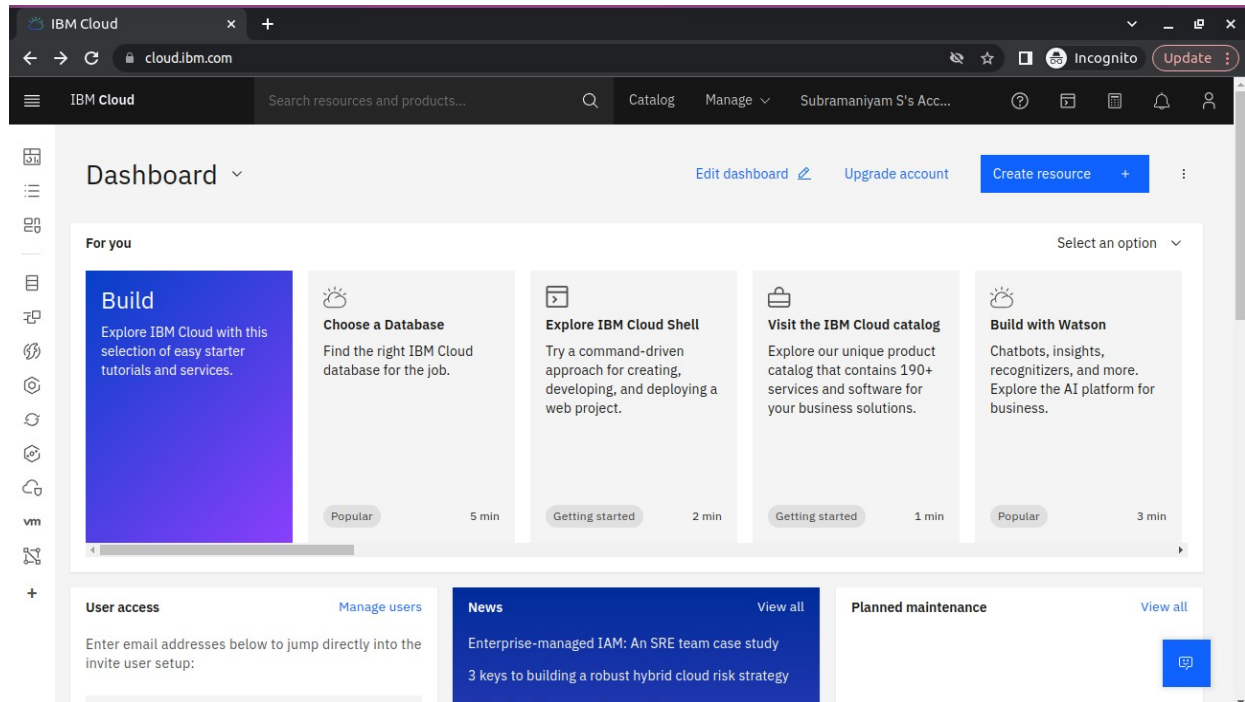 IBM Cloud
cloud.ibm.com
Incognito
Update
IBM Cloud
Search resources and products...
Catalog
Manage
Subramaniyam S's Acc...
Dashboard
Edit dashboard
Upgrade account
Create resource +
For you
Select an option
Build
Explore IBM Cloud with this
selection of easy starter
tutorials and services.
Choose a Database
Find the right IBM Cloud
database for the job.
Popular
5 min
Explore IBM Cloud Shell
Try a command-driven
approach for creating,
developing, and deploying a
web project.
Getting started
2 min
Visit the IBM Cloud catalog
Explore our unique product
catalog that contains 190+
services and software for
your business solutions.
Getting started
1 min
Build with Watson
Chatbots, insights,
recognitizers, and more.
Explore the AI platform for
business.
Popular
3 min
vm
User access
Manage users
Enter email addresses below to jump directly into the
invite user setup:
News
View all
Enterprise-managed IAM: An SRE team case study
3 keys to building a robust hybrid cloud risk strategy
Planned maintenance
View all